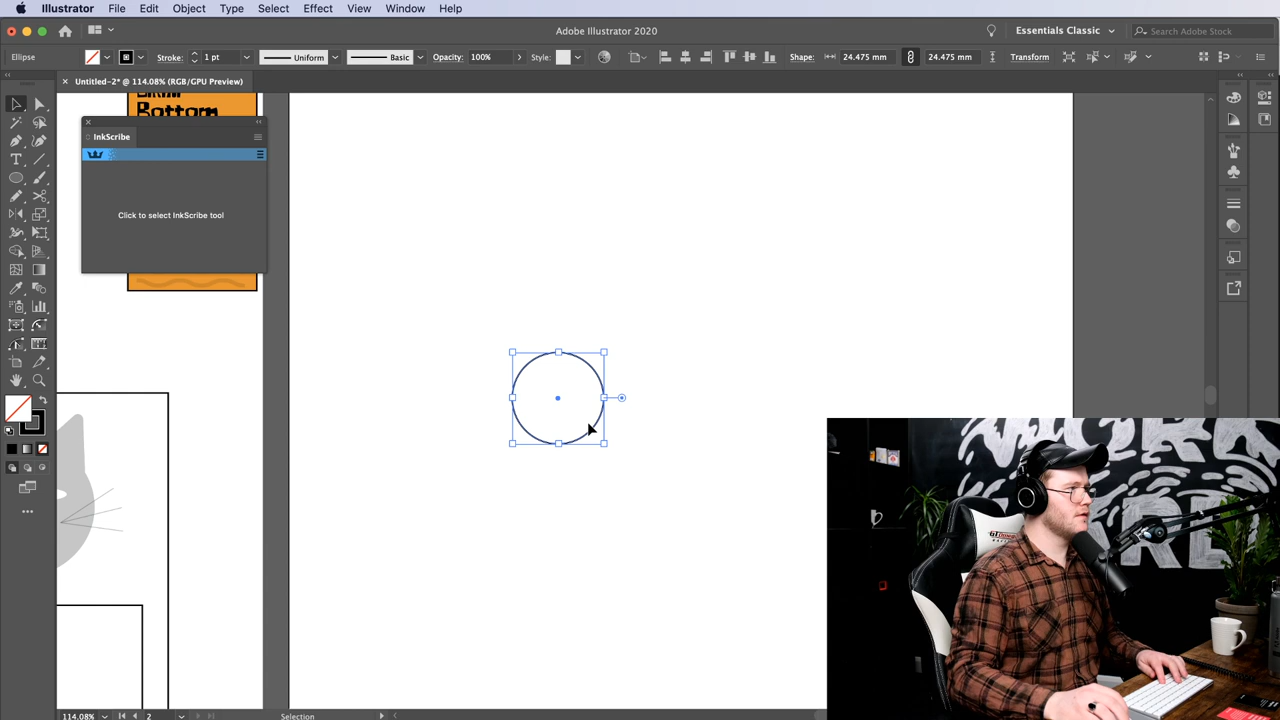 Illustrator File Edit Object Type Select Effect View Window Help
Adobe Illustrator 2020
Essentials Classic
Search Adobe Stock
Ellipse
Stroke: 1 pt
Uniform
Basic
Opacity: 100%
Style:
Shape: 24.475 mm
24.475 mm
Transform
Untitled-2* @ 114.08% (RGB/GPU Preview)
Bottom
InkScribe
Click to select InkScribe tool
WORK
HARD
114.08%
2
Selection